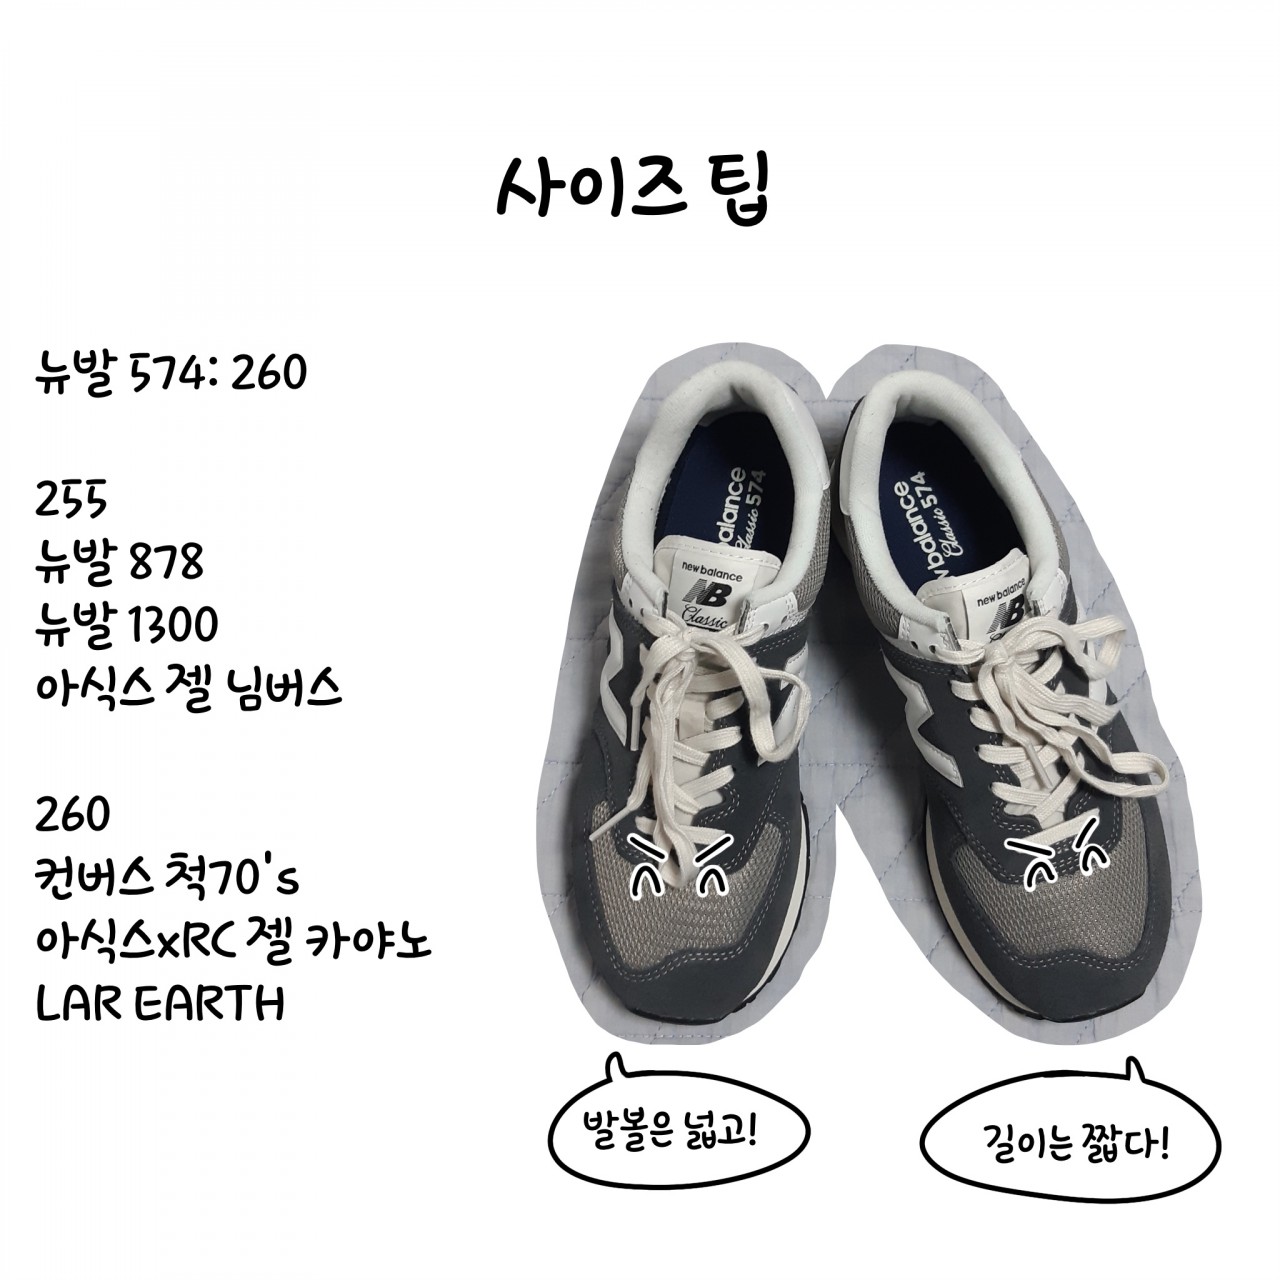 사이즈 팁
뉴발 574: 260
255
뉴발 878
뉴발 1300
아식스 젤 님버스
260
컨버스 척70's
아식스xRC 젤 카야노
LAR EARTH
alance
Classic 574
new balance
NB
Classic
w balance
Classic 574
new balance
NB
발볼은 넓고!
길이는 짧다!